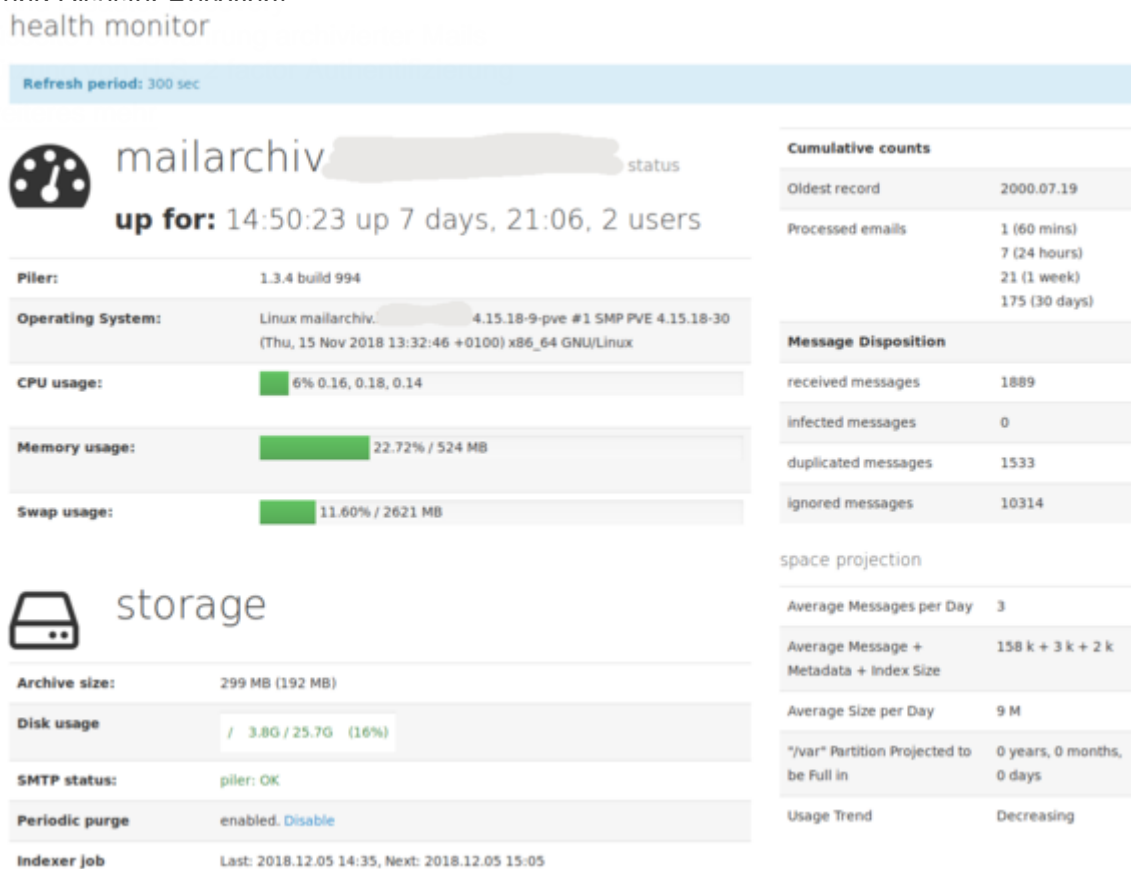 health monitor
Refresh period: 300 sec
mailarchiv status
up for: 14:50:23 up 7 days, 21:06, 2 users
Piler: 1.3.4 build 994
Operating System: Linux mailarchiv. 4.15.18-9-pve #1 SMP PVE 4.15.18-30
(Thu, 15 Nov 2018 13:32:46 +0100) x86_64 GNU/Linux
CPU usage: 6% 0.16, 0.18, 0.14
Memory usage: 22.72% / 524 MB
Swap usage: 11.60% / 2621 MB
storage
Archive size: 299 MB (192 MB)
Disk usage / 3.8G / 25.7G (16%)
SMTP status: piler: OK
Periodic purge enabled. Disable
Indexer job Last: 2018.12.05 14:35, Next: 2018.12.05 15:05
Cumulative counts
Oldest record 2000.07.19
Processed emails 1 (60 mins)
7 (24 hours)
21 (1 week)
175 (30 days)
Message Disposition
received messages 1889
infected messages 0
duplicated messages 1533
ignored messages 10314
space projection
Average Messages per Day 3
Average Message + 158 k + 3 k + 2 k
Metadata + Index Size
Average Size per Day 9 M
"/var" Partition Projected to 0 years, 0 months,
be Full in 0 days
Usage Trend Decreasing